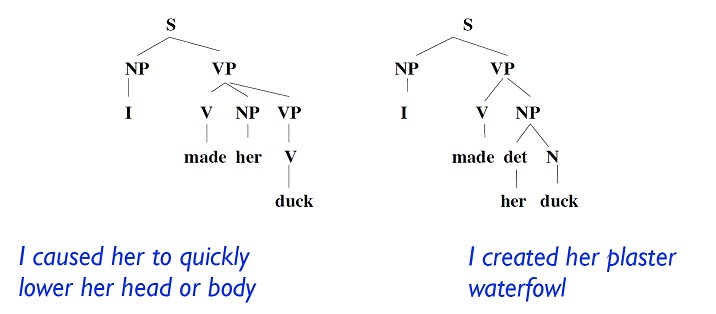 S S
NP VP NP VP
I V NP VP I V NP
made her V made det N
duck her duck
I caused her to quickly I created her plaster
lower her head or body waterfowl